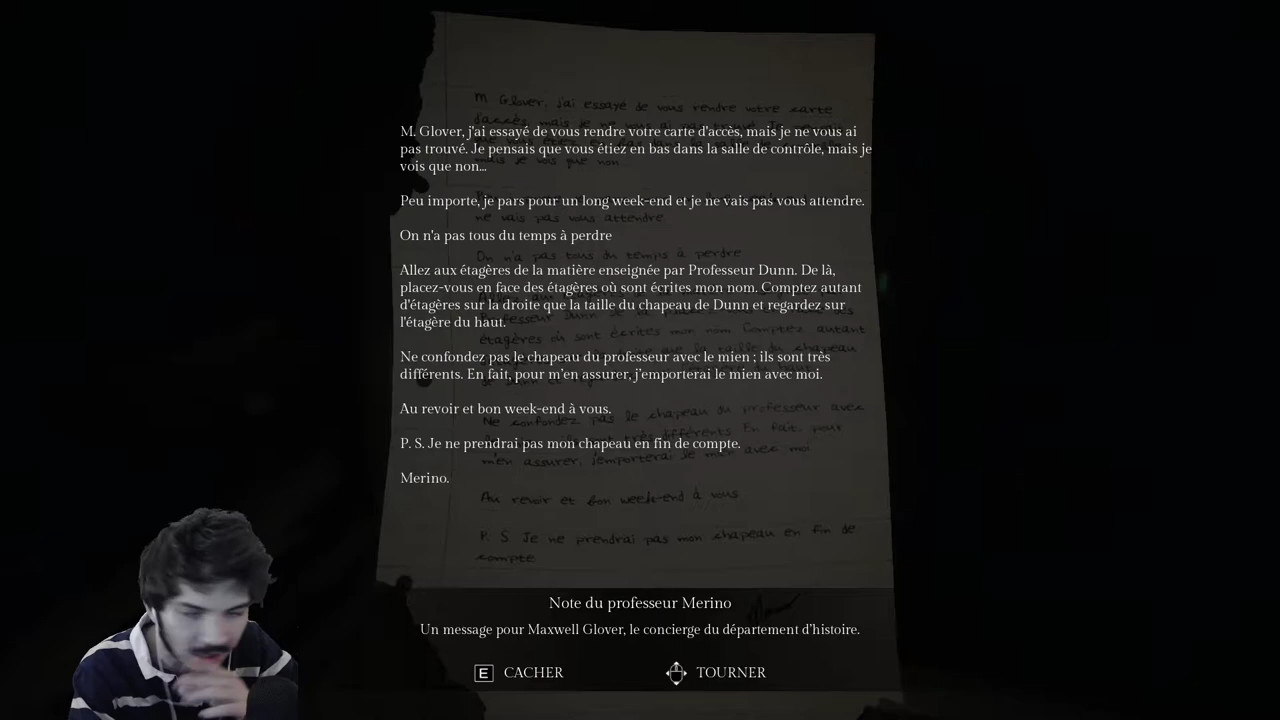 M. Glover, j'ai essayé de vous rendre votre carte d'accès, mais je ne vous ai
pas trouvé. Je pensais que vous étiez en bas dans la salle de contrôle, mais je
vois que non...
Peu importe, je pars pour un long week-end et je ne vais pas vous attendre.
On n'a pas tous du temps à perdre
Allez aux étagères de la matière enseignée par Professeur Dunn. De là,
placez-vous en face des étagères où sont écrites mon nom. Comptez autant
d'étagères sur la droite que la taille du chapeau de Dunn et regardez sur
l'étagère du haut.
Ne confondez pas le chapeau du professeur avec le mien ; ils sont très
différents. En fait, pour m'en assurer, j'emporterai le mien avec moi.
Au revoir et bon week-end à vous.
P. S. Je ne prendrai pas mon chapeau en fin de compte.
Merino.
Note du professeur Merino
Un message pour Maxwell Glover, le concierge du département d'histoire.
E CACHER
TOURNER